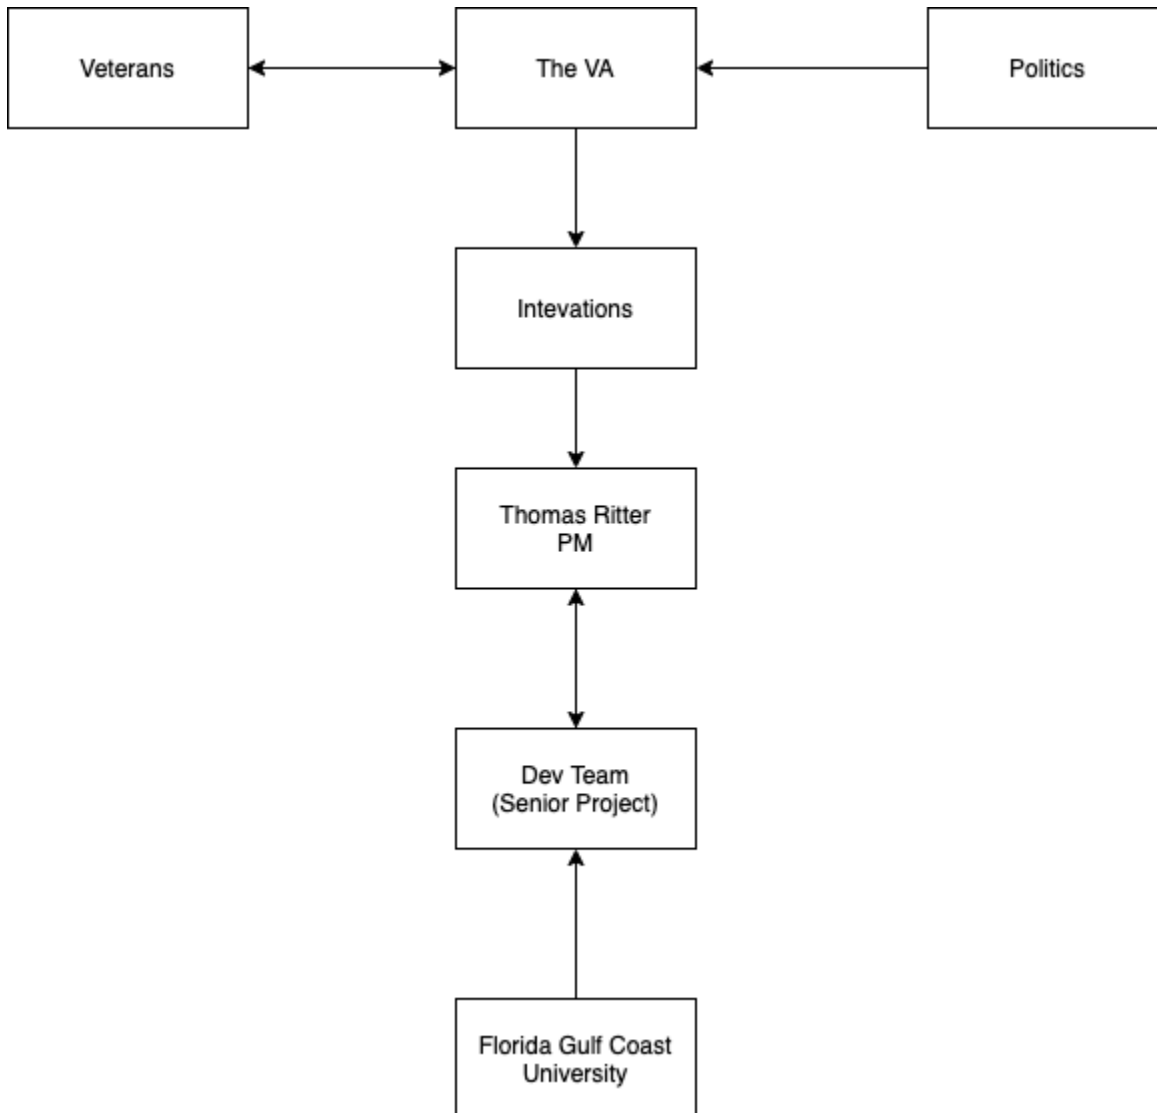 Veterans
The VA
Politics
Intevations
Thomas Ritter
PM
Dev Team
(Senior Project)
Florida Gulf Coast
University